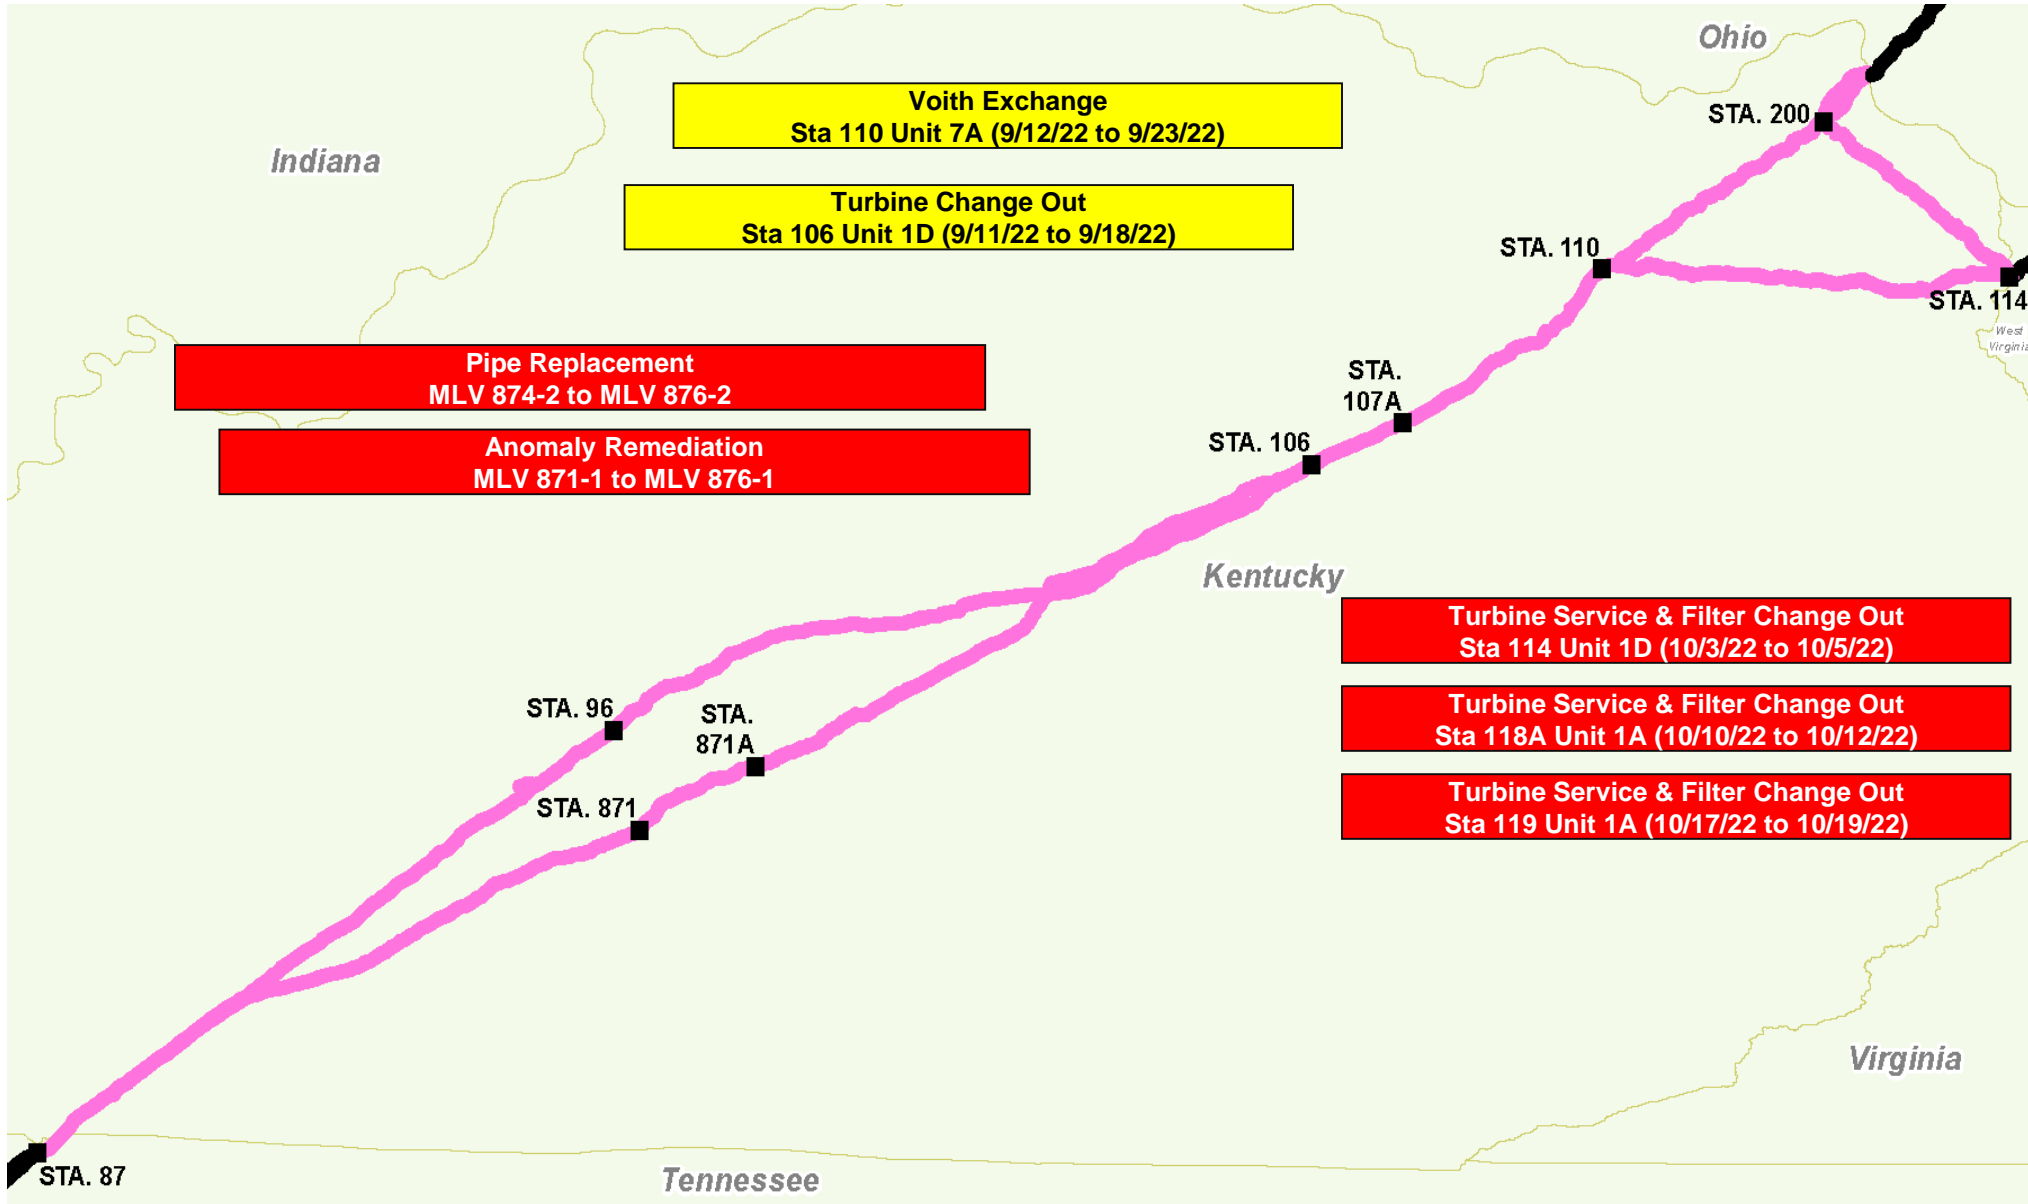 Ohio
Voith Exchange
Sta 110 Unit 7A (9/12/22 to 9/23/22)
STA. 200
Indiana
Turbine Change Out
Sta 106 Unit 1D (9/11/22 to 9/18/22)
STA. 110
STA. 114
West
Virginia
Pipe Replacement
MLV 874-2 to MLV 876-2
STA.
107A
Anomaly Remediation
MLV 871-1 to MLV 876-1
STA. 106
Kentucky
Turbine Service & Filter Change Out
Sta 114 Unit 1D (10/3/22 to 10/5/22)
STA. 96
STA.
871A
Turbine Service & Filter Change Out
Sta 118A Unit 1A (10/10/22 to 10/12/22)
STA. 871
Turbine Service & Filter Change Out
Sta 119 Unit 1A (10/17/22 to 10/19/22)
Virginia
STA. 87
Tennessee